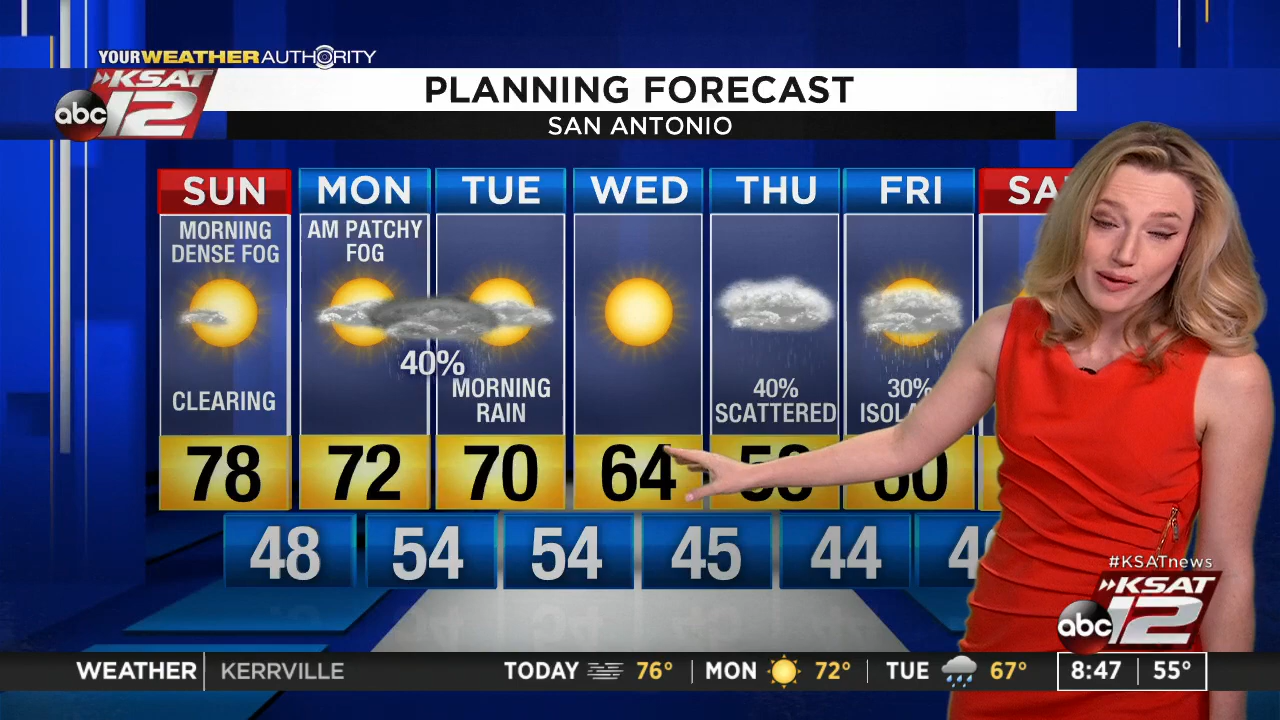 YOURWEATHERAUTHORITY
KSAT
abc 12
PLANNING FORECAST
SAN ANTONIO
SUN MON TUE WED THU FRI
MORNING DENSE FOG
AM PATCHY FOG
40%
CLEARING
MORNING RAIN
40% SCATTERED
30%
78 72 70 64 60
48 54 54 45 44
#KSATnews
KSAT
abc 12
WEATHER KERRVILLE TODAY 76° MON 72° TUE 67° 8:47 55°